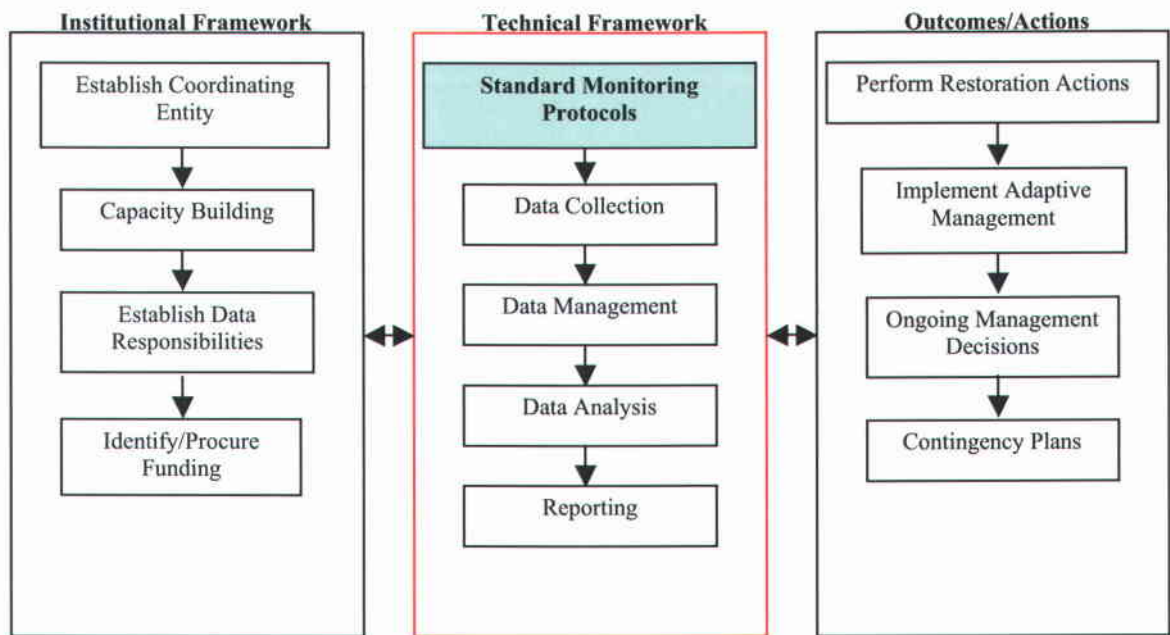 Institutional Framework
Establish Coordinating
Entity
Capacity Building
Establish Data
Responsibilities
Identify/Procure
Funding
Technical Framework
Standard Monitoring
Protocols
Data Collection
Data Management
Data Analysis
Reporting
Outcomes/Actions
Perform Restoration Actions
Implement Adaptive
Management
Ongoing Management
Decisions
Contingency Plans